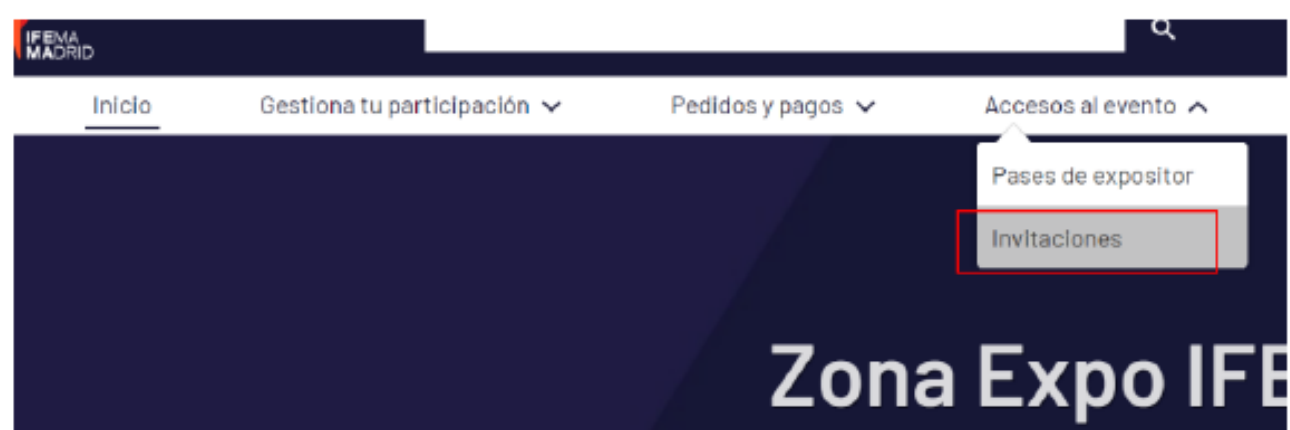 IFEMA
MADRID
Inicio Gestiona tu participación Pedidos y pagos Accesos al evento
Pases de expositor
Invitaciones
Zona Expo IFE